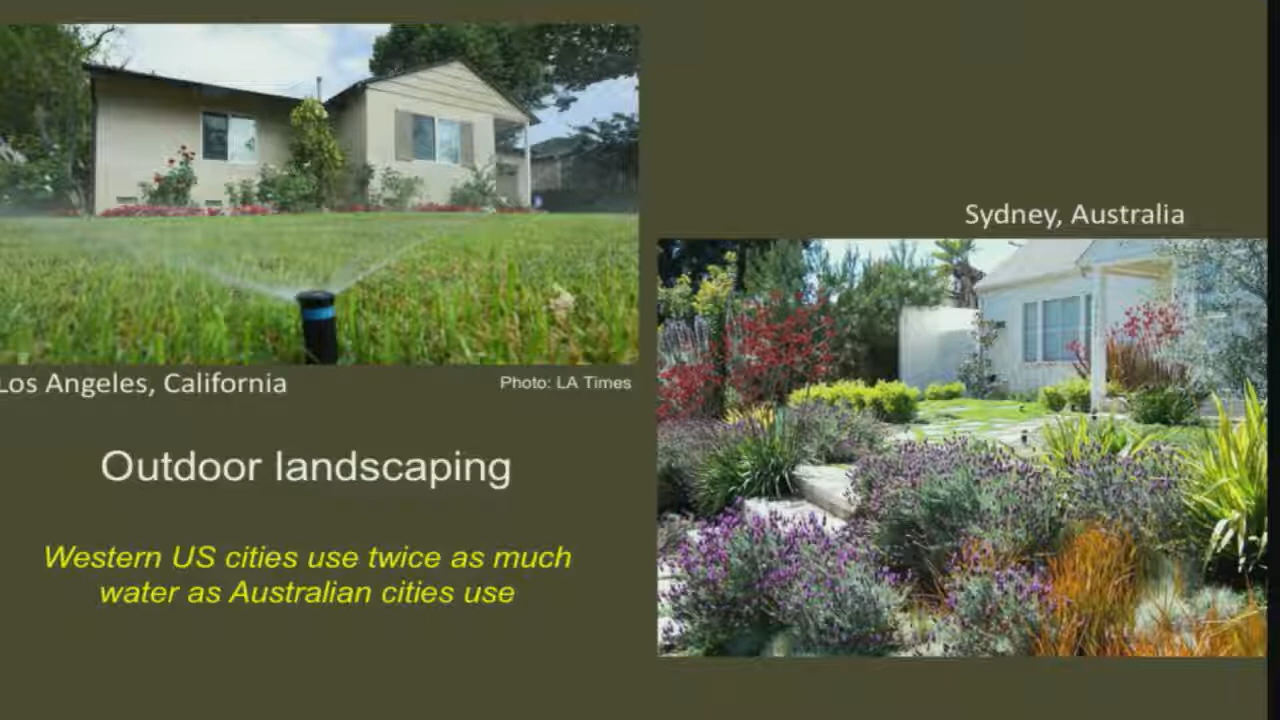 Sydney, Australia
Los Angeles, California
Photo: LA Times
Outdoor landscaping
Western US cities use twice as much
water as Australian cities use